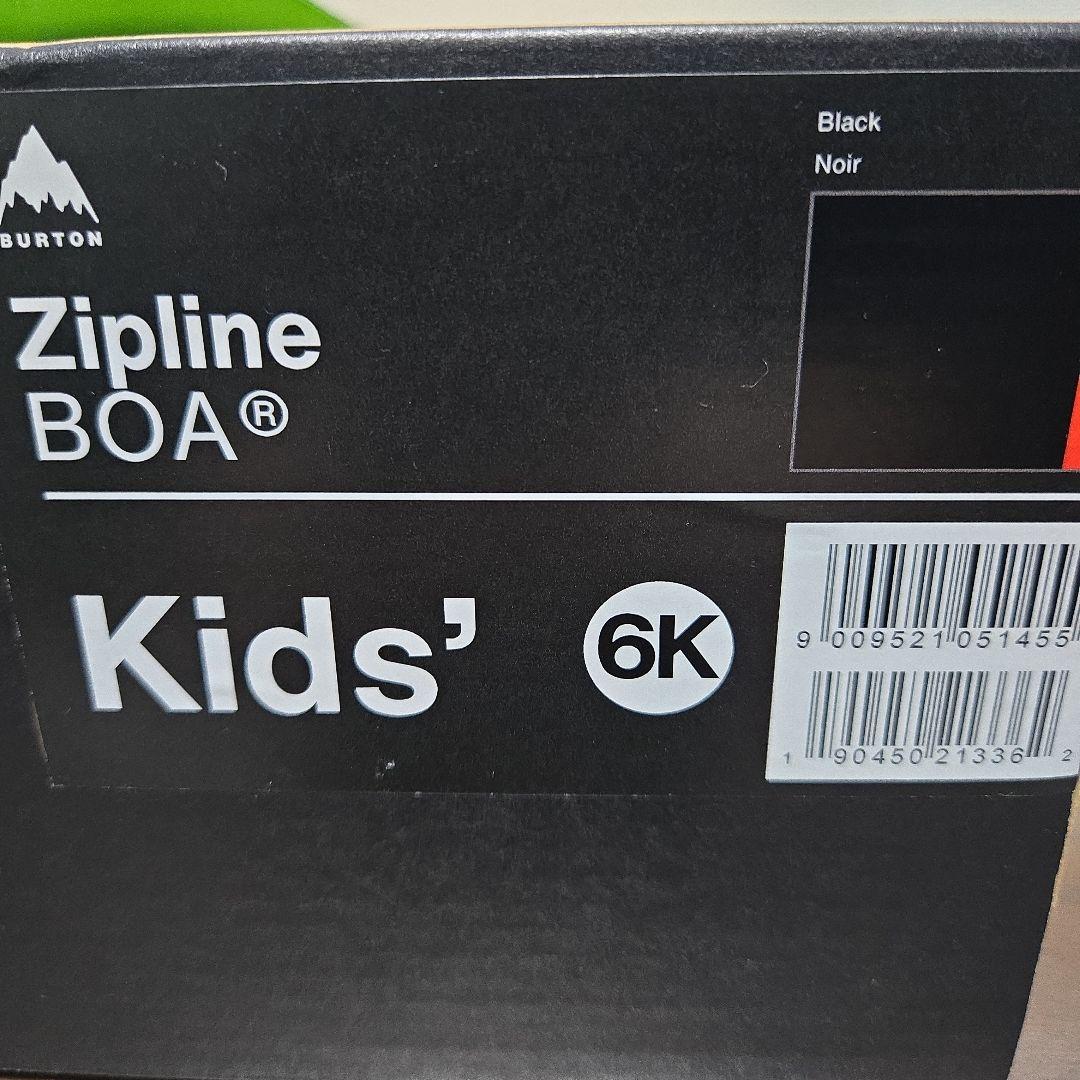 BURTON
Black
Noir
Zipline
BOA®
Kids’
6K
9 009521 051455
1 90450 21336 2